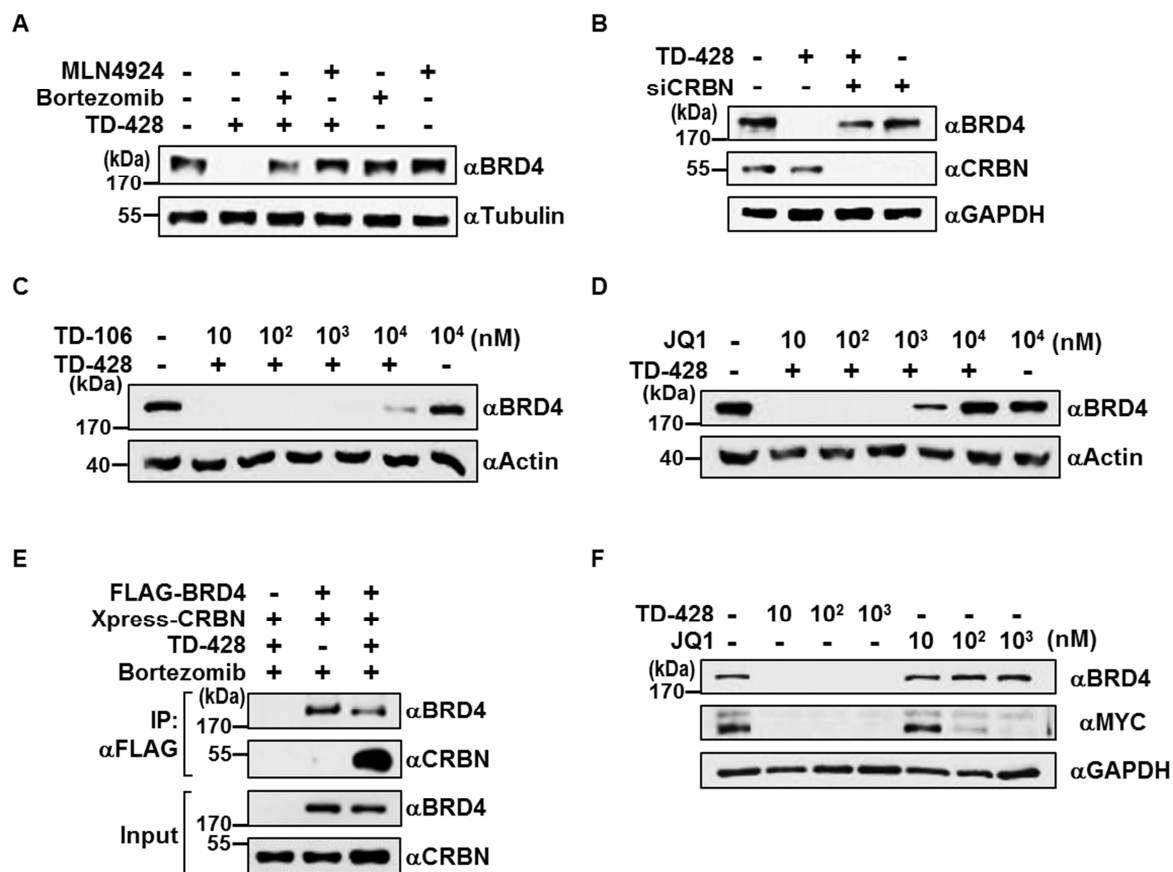 A
MLN4924 - - - + - +
Bortezomib - - + - + -
TD-428 - + + + - -
(kDa)
170
αBRD4
55
αTubulin
B
TD-428 - + + -
siCRBN - - + +
(kDa)
170
αBRD4
55
αCRBN
αGAPDH
C
TD-106 - 10 10² 10³ 10⁴ 10⁴ (nM)
TD-428 - + + + + -
(kDa)
170
αBRD4
40
αActin
D
JQ1 - 10 10² 10³ 10⁴ 10⁴ (nM)
TD-428 - + + + + -
(kDa)
170
αBRD4
40
αActin
E
FLAG-BRD4 - + +
Xpress-CRBN + + +
TD-428 + - +
Bortezomib + + +
(kDa)
IP:
αFLAG
170
αBRD4
55
αCRBN
Input
170
αBRD4
55
αCRBN
F
TD-428 - 10 10² 10³ - - -
JQ1 - - - - 10 10² 10³ (nM)
(kDa)
170
αBRD4
αMYC
αGAPDH